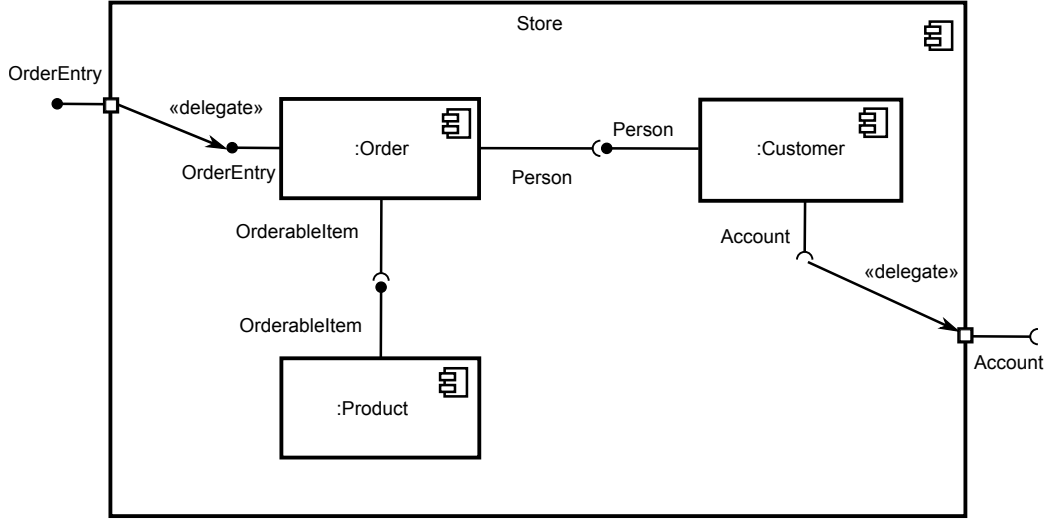 Store
OrderEntry
«delegate»
OrderEntry
:Order
Person
Person
:Customer
OrderableItem
Account
«delegate»
OrderableItem
Account
:Product